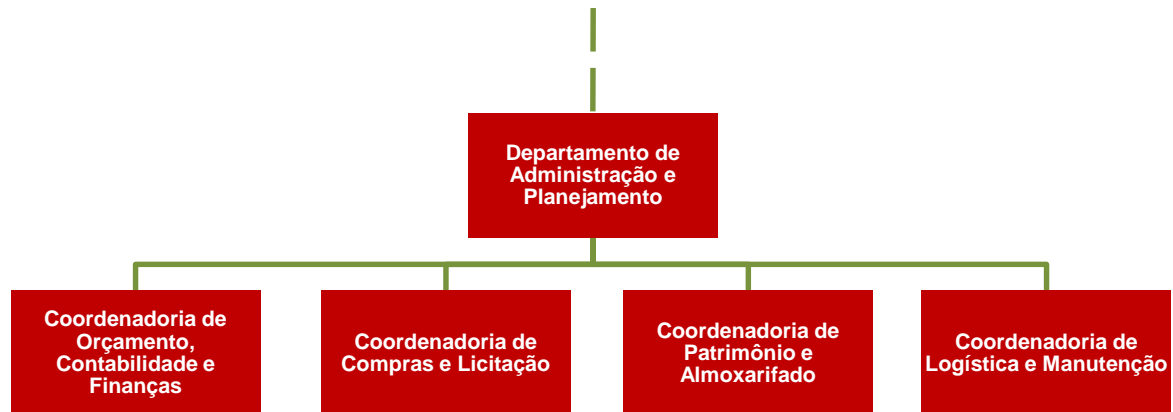 Departamento de
Administração e
Planejamento
Coordenadoria de
Orçamento,
Contabilidade e
Finanças
Coordenadoria de
Compras e Licitação
Coordenadoria de
Patrimônio e
Almoxarifado
Coordenadoria de
Logística e Manutenção